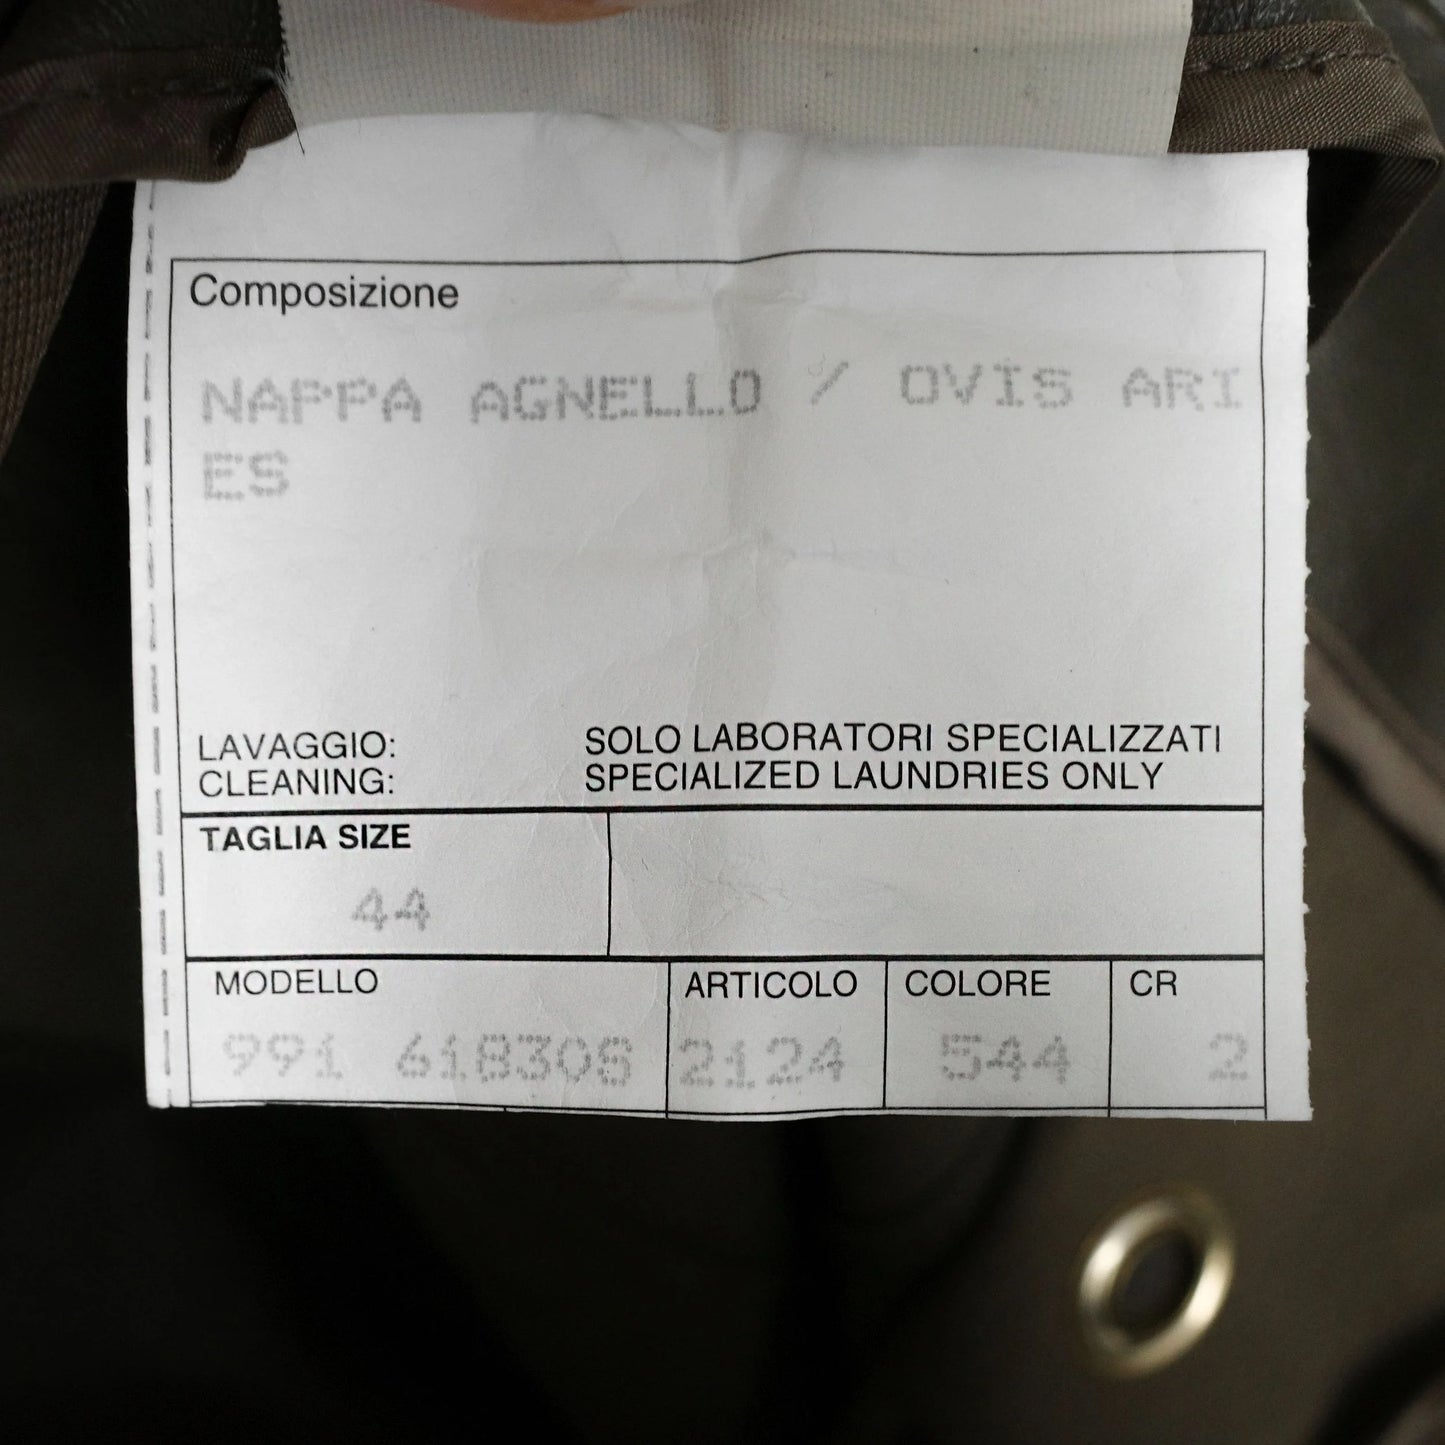 Composizione
NAPPA AGNELLO / OVIS ARI
ES
LAVAGGIO: SOLO LABORATORI SPECIALIZZATI
CLEANING: SPECIALIZED LAUNDRIES ONLY
TAGLIA SIZE
44
MODELLO ARTICOLO COLORE CR
991 618306 2124 544 2